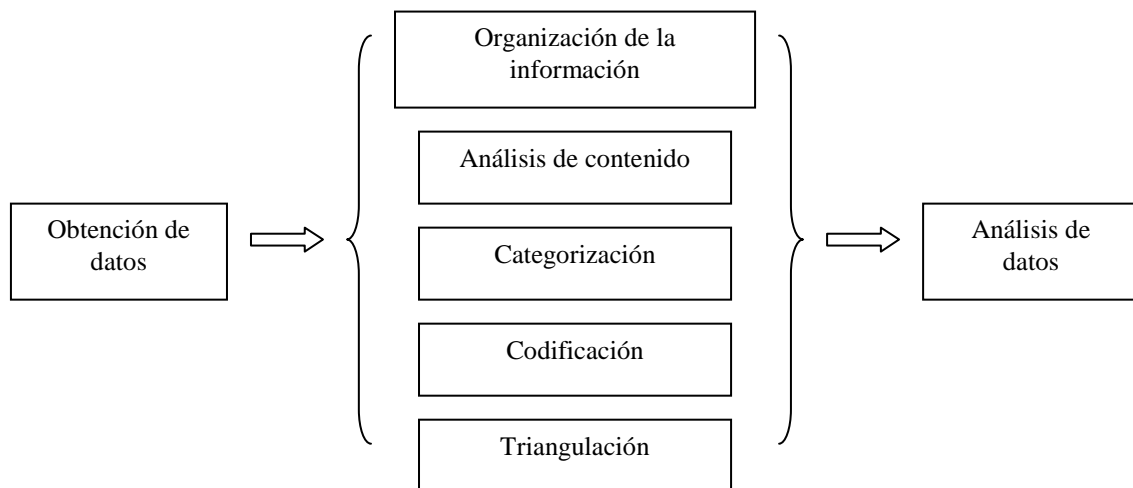 Obtención de
datos
Organización de la
información
Análisis de contenido
Categorización
Codificación
Triangulación
Análisis de
datos